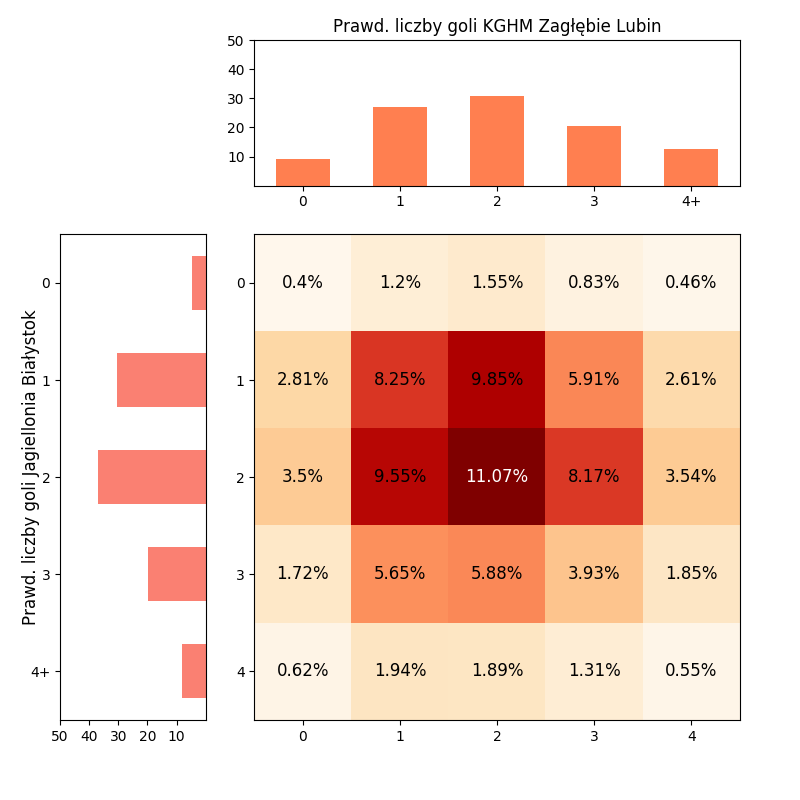 Prawd. liczby goli KGHM Zagłębie Lubin
50
40
30
20
10
0 1 2 3 4+
Prawd. liczby goli Jagiellonia Białystok
0
1
2
3
4+
50 40 30 20 10
0 0.4% 1.2% 1.55% 0.83% 0.46%
1 2.81% 8.25% 9.85% 5.91% 2.61%
2 3.5% 9.55% 11.07% 8.17% 3.54%
3 1.72% 5.65% 5.88% 3.93% 1.85%
4 0.62% 1.94% 1.89% 1.31% 0.55%
0 1 2 3 4